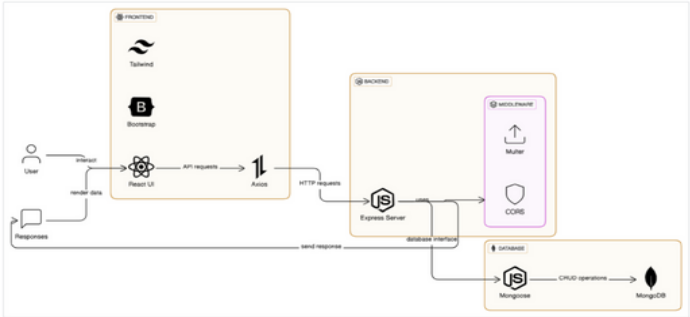 FRONTEND
Tailwind
Bootstrap
User
interact
React UI
API requests
Axios
render data
Responses
HTTP requests
BACKEND
Express Server
uses
MIDDLEWARE
Multer
CORS
send response
database interface
DATABASE
Mongoose
CRUD operations
MongoDB